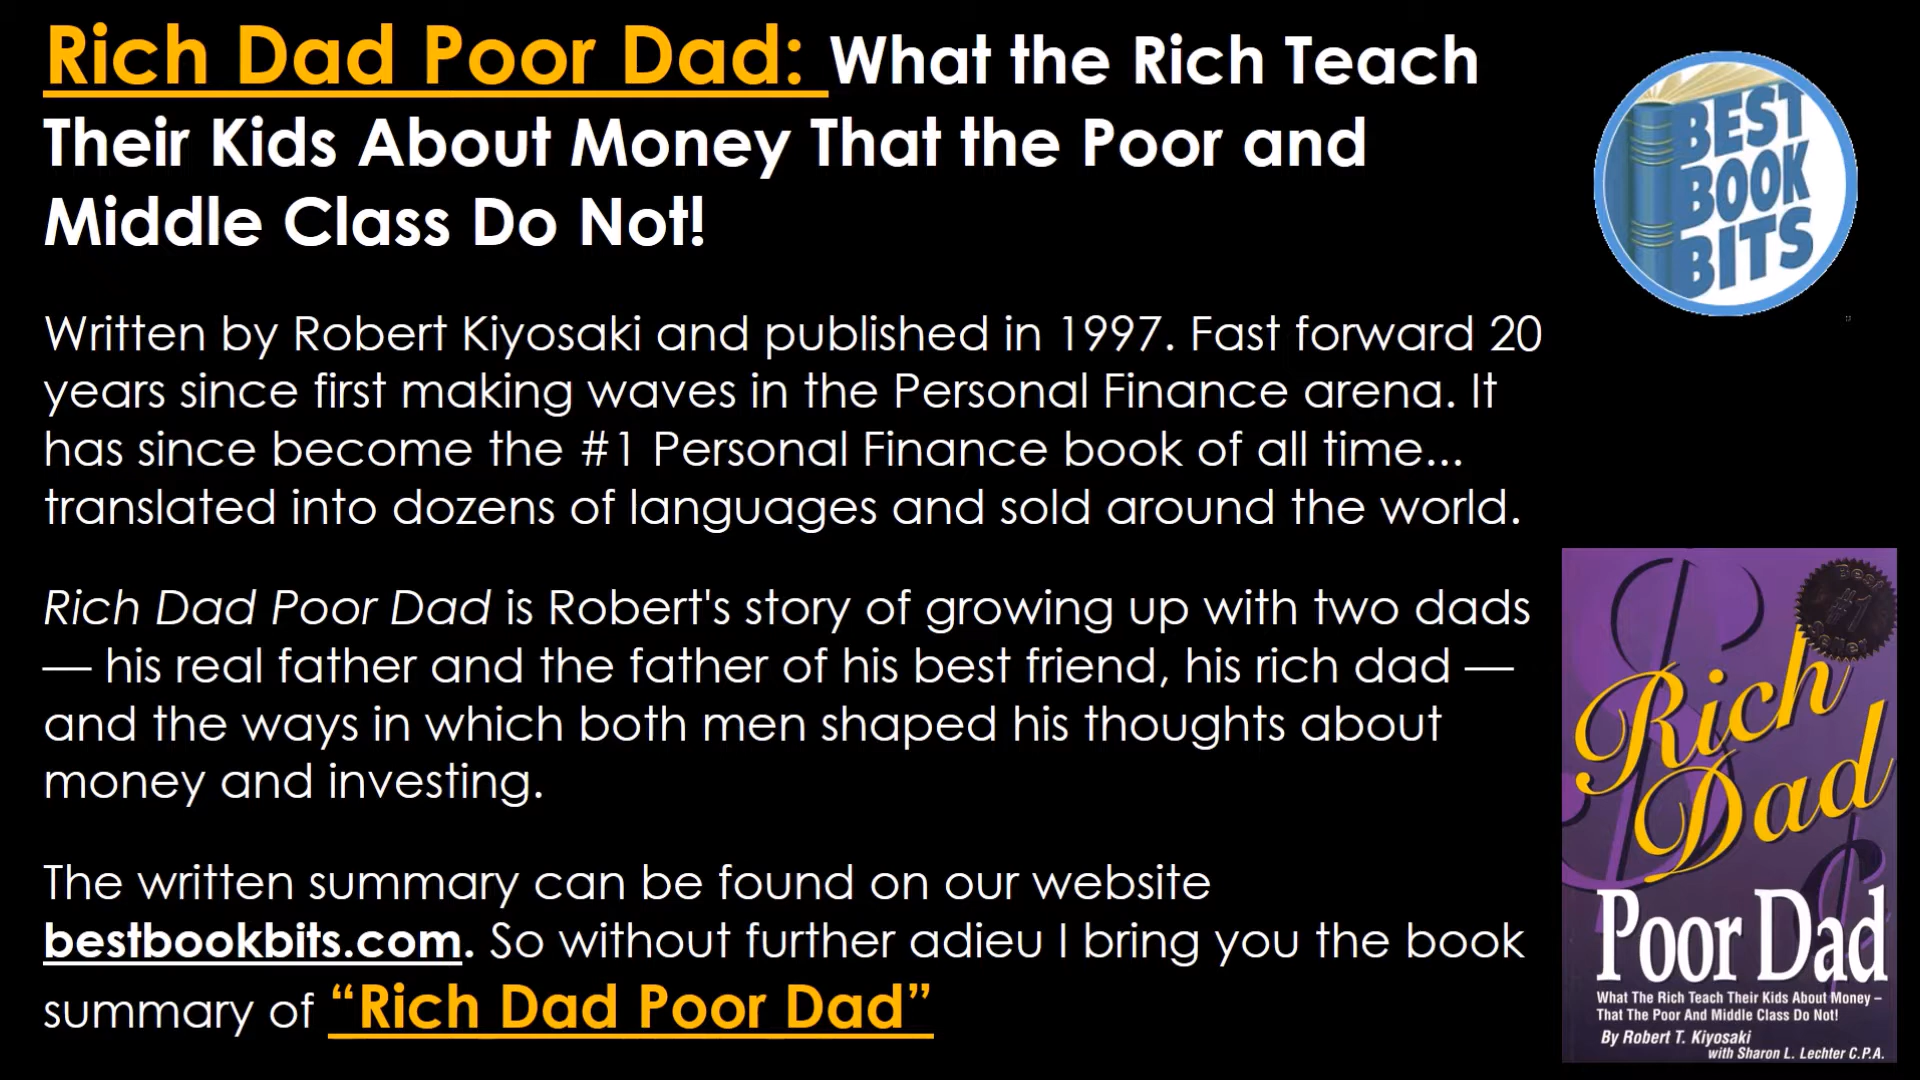 Rich Dad Poor Dad: What the Rich Teach
Their Kids About Money That the Poor and
Middle Class Do Not!
BEST
BOOK
BITS
Written by Robert Kiyosaki and published in 1997. Fast forward 20
years since first making waves in the Personal Finance arena. It
has since become the #1 Personal Finance book of all time...
translated into dozens of languages and sold around the world.
Rich Dad Poor Dad is Robert's story of growing up with two dads
— his real father and the father of his best friend, his rich dad —
and the ways in which both men shaped his thoughts about
money and investing.
The written summary can be found on our website
bestbookbits.com. So without further adieu I bring you the book
summary of “Rich Dad Poor Dad”
Best
#1
Seller
Rich
Dad
Poor Dad
What The Rich Teach Their Kids About Money –
That The Poor And Middle Class Do Not!
By Robert T. Kiyosaki
with Sharon L. Lechter C.P.A.